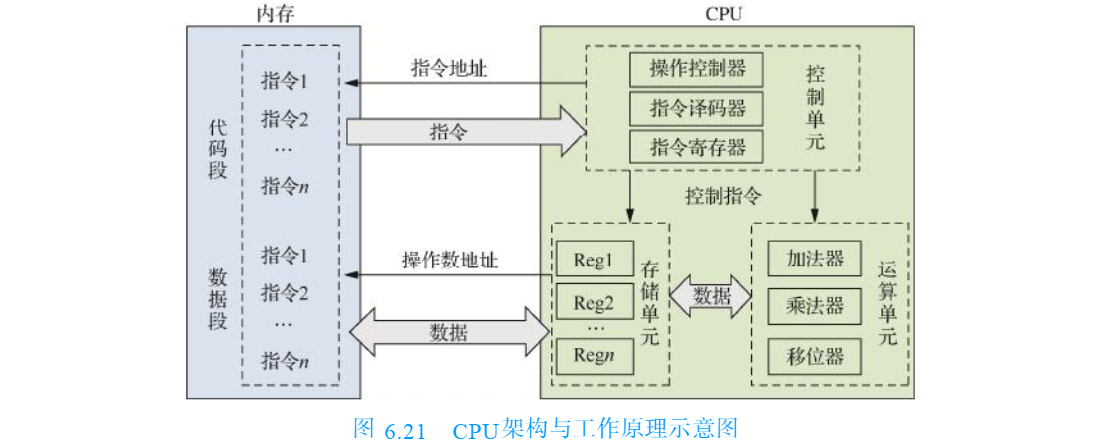 内存
CPU
代码段
指令1
指令2
…
指令n
数据段
指令1
指令2
…
指令n
指令地址
指令
操作数地址
数据
操作控制器
指令译码器
指令寄存器
控制单元
控制指令
Reg1
Reg2
…
Regn
存储单元
数据
加法器
乘法器
移位器
运算单元
图 6.21 CPU架构与工作原理示意图